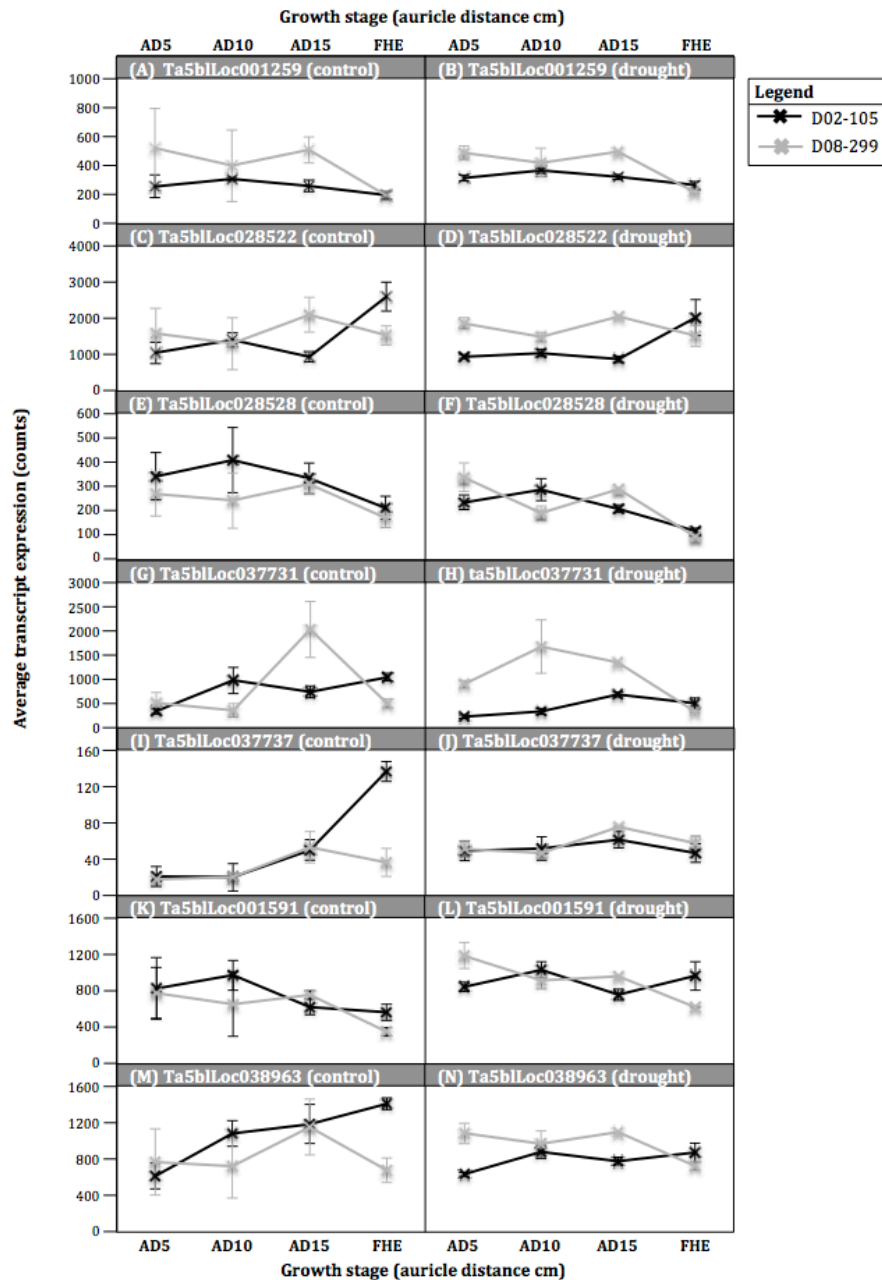 Growth stage (auricle distance cm)
AD5 AD10 AD15 FHE AD5 AD10 AD15 FHE
(A) Ta5blLoc001259 (control) (B) Ta5blLoc001259 (drought)
Legend
D02-105
D08-299
1000
800
600
400
200
0
(C) Ta5blLoc028522 (control) (D) Ta5blLoc028522 (drought)
4000
3000
2000
1000
0
(E) Ta5blLoc028528 (control) (F) Ta5blLoc028528 (drought)
600
500
400
300
200
100
0
(G) Ta5blLoc037731 (control) (H) ta5blLoc037731 (drought)
3000
2500
2000
1500
1000
500
0
(I) Ta5blLoc037737 (control) (J) Ta5blLoc037737 (drought)
160
120
80
40
0
(K) Ta5blLoc001591 (control) (L) Ta5blLoc001591 (drought)
1600
1200
800
400
0
(M) Ta5blLoc038963 (control) (N) Ta5blLoc038963 (drought)
1600
1200
800
400
0
Average transcript expression (counts)
AD5 AD10 AD15 FHE AD5 AD10 AD15 FHE
Growth stage (auricle distance cm)